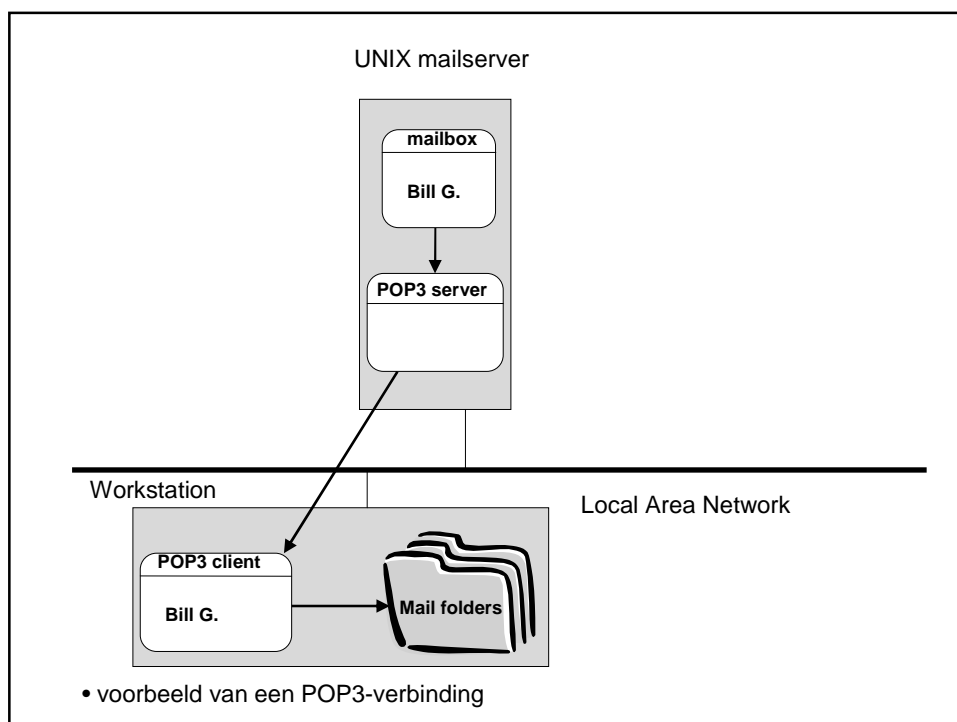 UNIX mailserver
mailbox
Bill G.
POP3 server
Workstation
Local Area Network
POP3 client
Bill G.
Mail folders
• voorbeeld van een POP3-verbinding